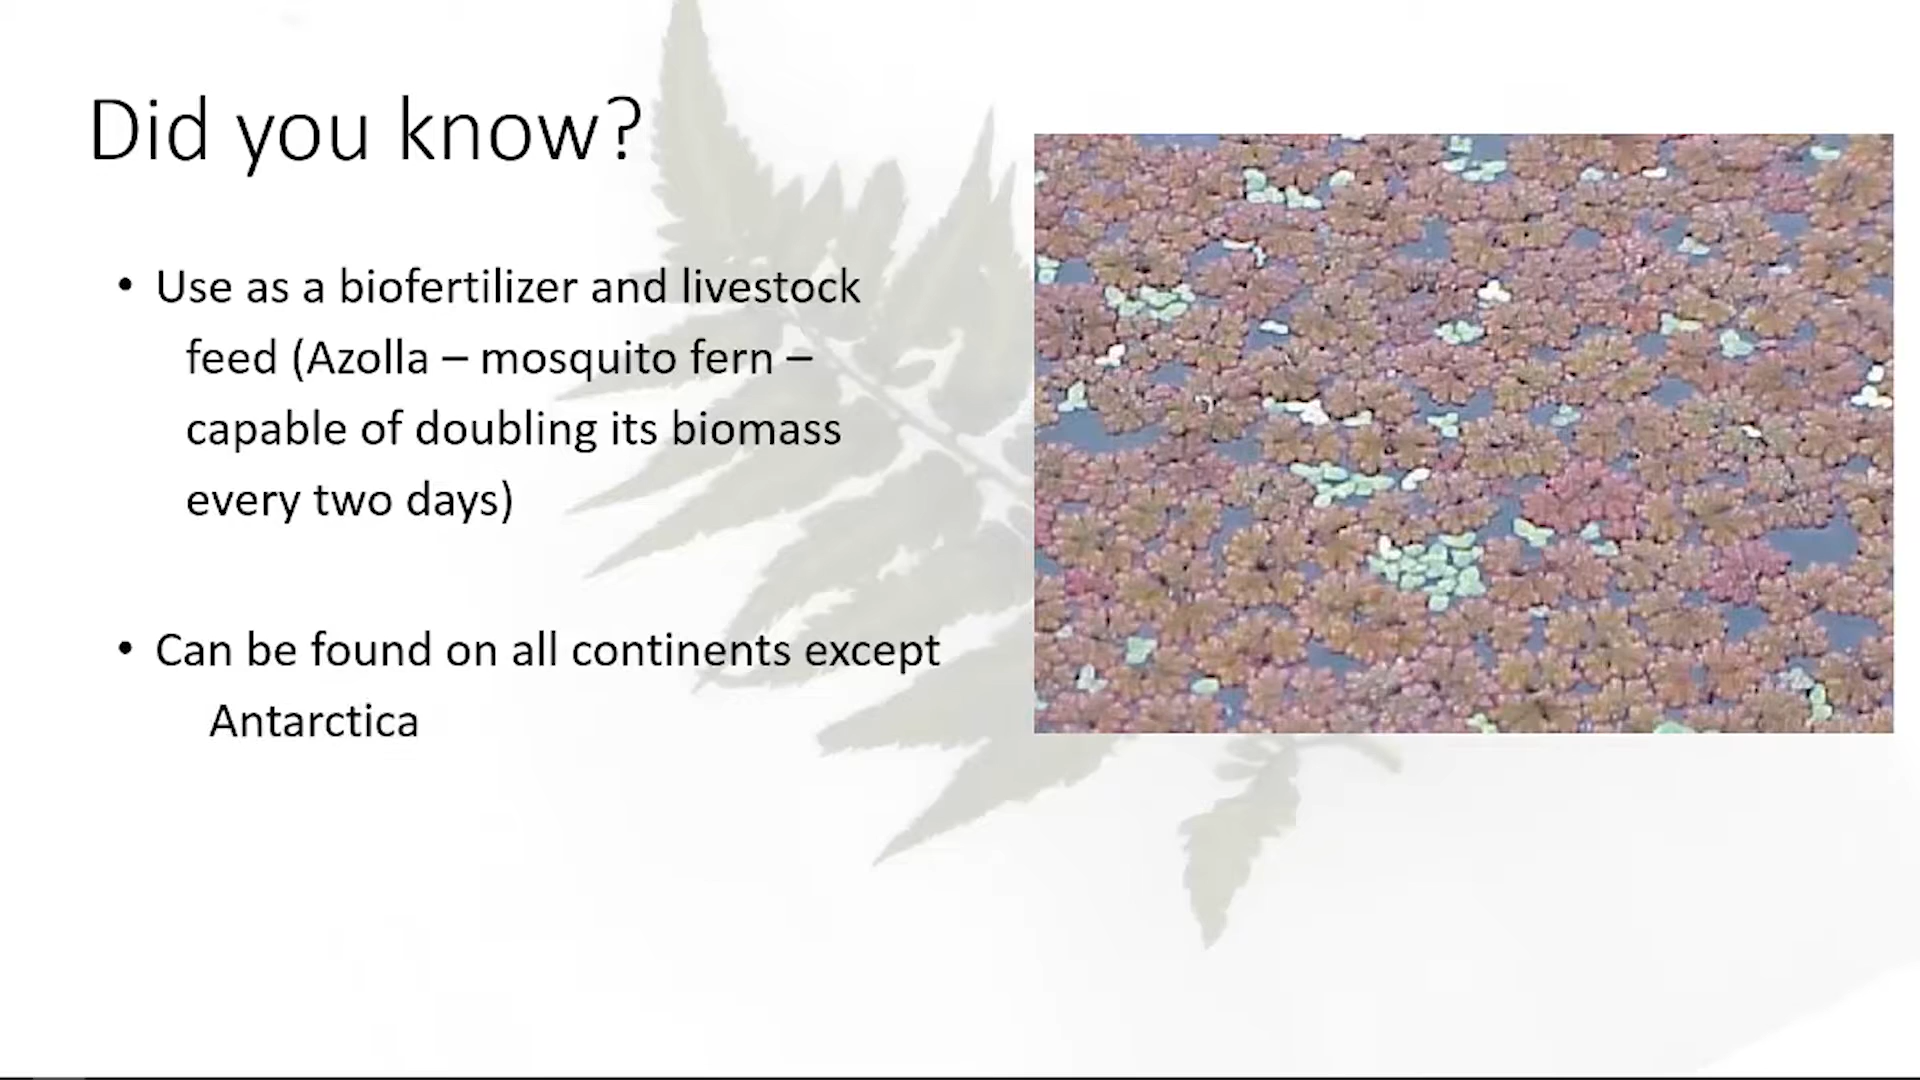 Did you know?
• Use as a biofertilizer and livestock
feed (Azolla – mosquito fern –
capable of doubling its biomass
every two days)
• Can be found on all continents except
Antarctica